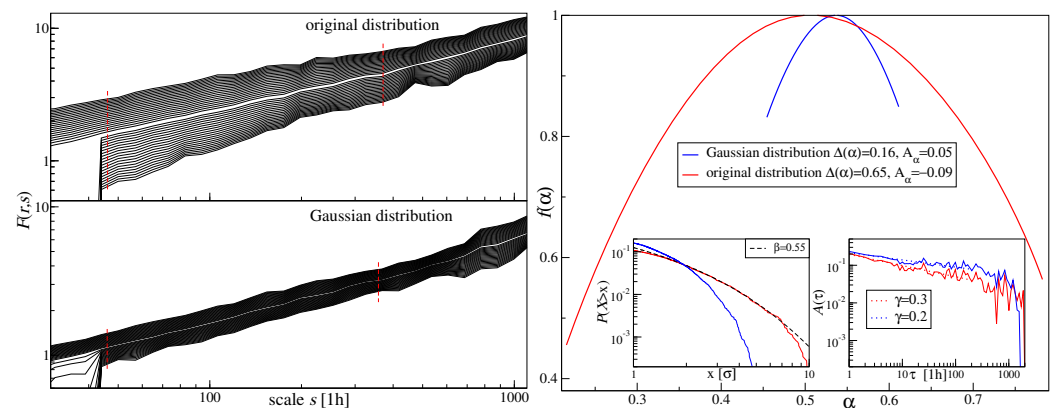 original distribution
10
1
F(r,s)
Gaussian distribution
10
1
100
1000
scale s [1h]
1
0.8
0.6
0.4
f(α)
Gaussian distribution Δ(α)=0.16, A_α=0.05
original distribution Δ(α)=0.65, A_α=−0.09
β=0.55
10⁻¹
10⁻²
10⁻³
P(X>x)
1
10
x [σ]
10⁻¹
10⁻²
10⁻³
A(τ)
γ=0.3
γ=0.2
1
10
100
1000
τ [1h]
0.2
0.3
0.4
0.5
0.6
0.7
α